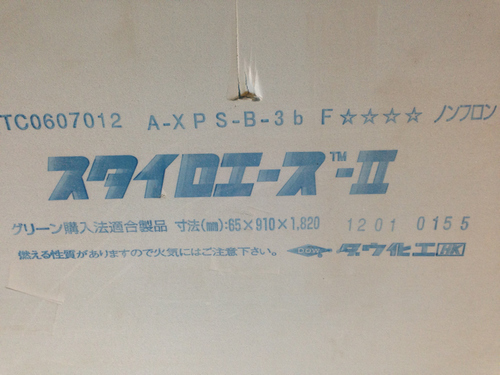 TC0607012 A-XPS-B-3b F☆☆☆☆ ノンフロン
スタイロエース™-II
グリーン購入法適合製品 寸法(mm):65×910×1,820 1201 0155
燃える性質がありますので火気にはご注意下さい。 DOW ダウ化工 HK